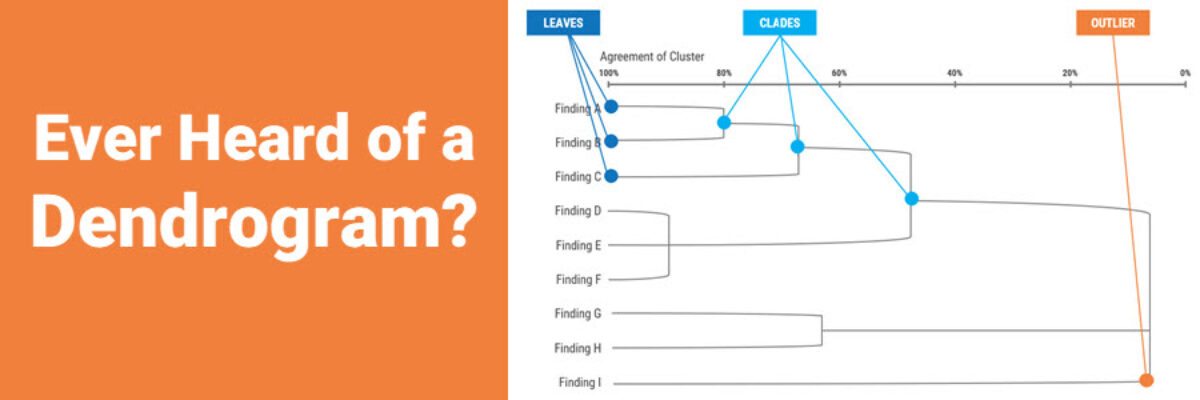 Ever Heard of a
Dendrogram?
LEAVES
CLADES
OUTLIER
Agreement of Cluster
100% 80% 60% 40% 20% 0%
Finding A
Finding B
Finding C
Finding D
Finding E
Finding F
Finding G
Finding H
Finding I